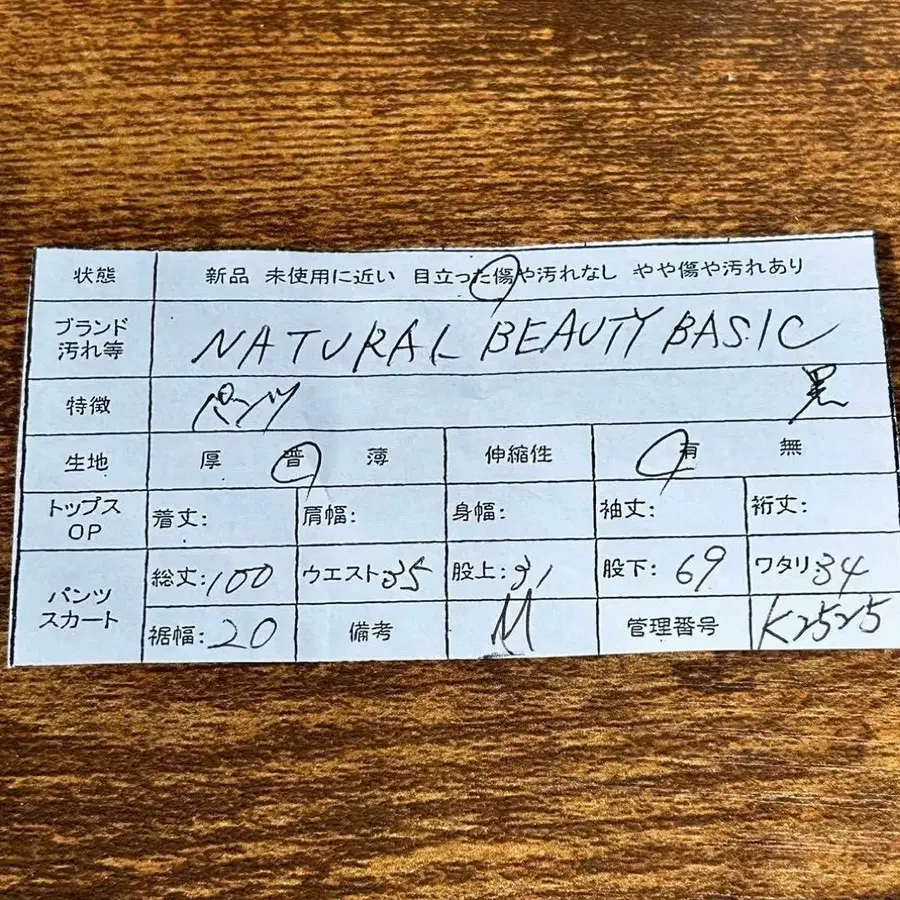 状態 新品 未使用に近い 目立った傷や汚れなし やや傷や汚れあり
ブランド
汚れ等 NATURAL BEAUTY BASIC
特徴 パンツ 黒
生地 厚 普 薄 伸縮性 有 無
トップス
OP 着丈: 肩幅: 身幅: 袖丈: 裄丈:
パンツ
スカート 総丈:100 ウエスト35 股上:31 股下:69 ワタリ34
裾幅:20 備考 M 管理番号 K2525